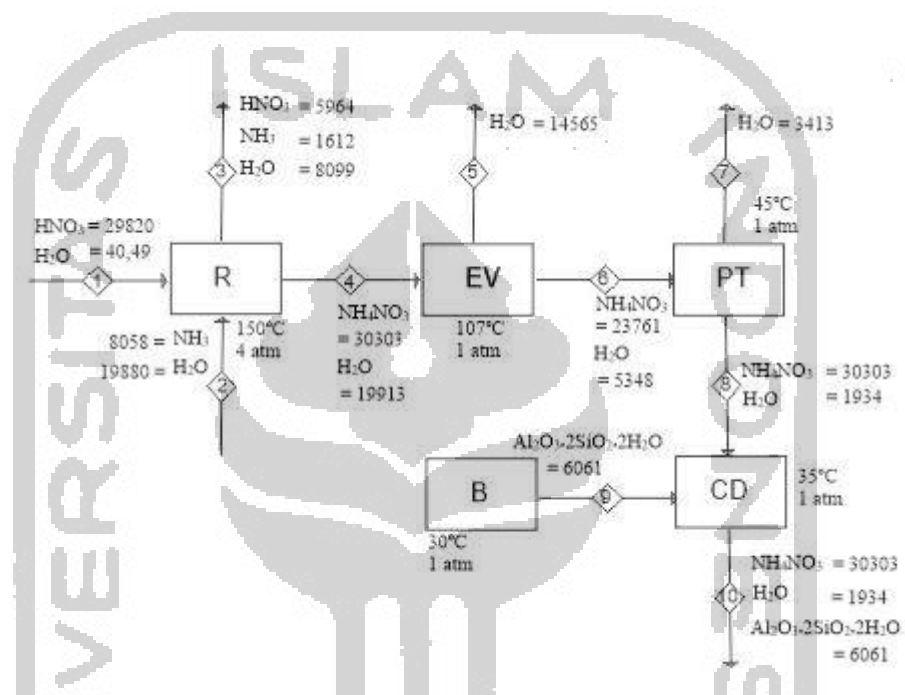 ISLAM
UNIVERSITAS
HNO₃ = 5964
NH₃ = 1612
H₂O = 8099
3
H₂O = 14565
5
H₂O = 3413
7
45°C
1 atm
HNO₃ = 29820
H₂O = 40,49
1
R
4
EV
6
PT
150°C
4 atm
8058 = NH₃
19880 = H₂O
2
NH₄NO₃
= 30303
H₂O
= 19913
107°C
1 atm
NH₄NO₃
= 23761
H₂O
= 5348
8
NH₄NO₃ = 30303
H₂O = 1934
Al₂O₃.2SiO₂.2H₂O
= 6061
B
9
CD
35°C
1 atm
30°C
1 atm
10
NH₄NO₃ = 30303
H₂O = 1934
Al₂O₃.2SiO₂.2H₂O
= 6061